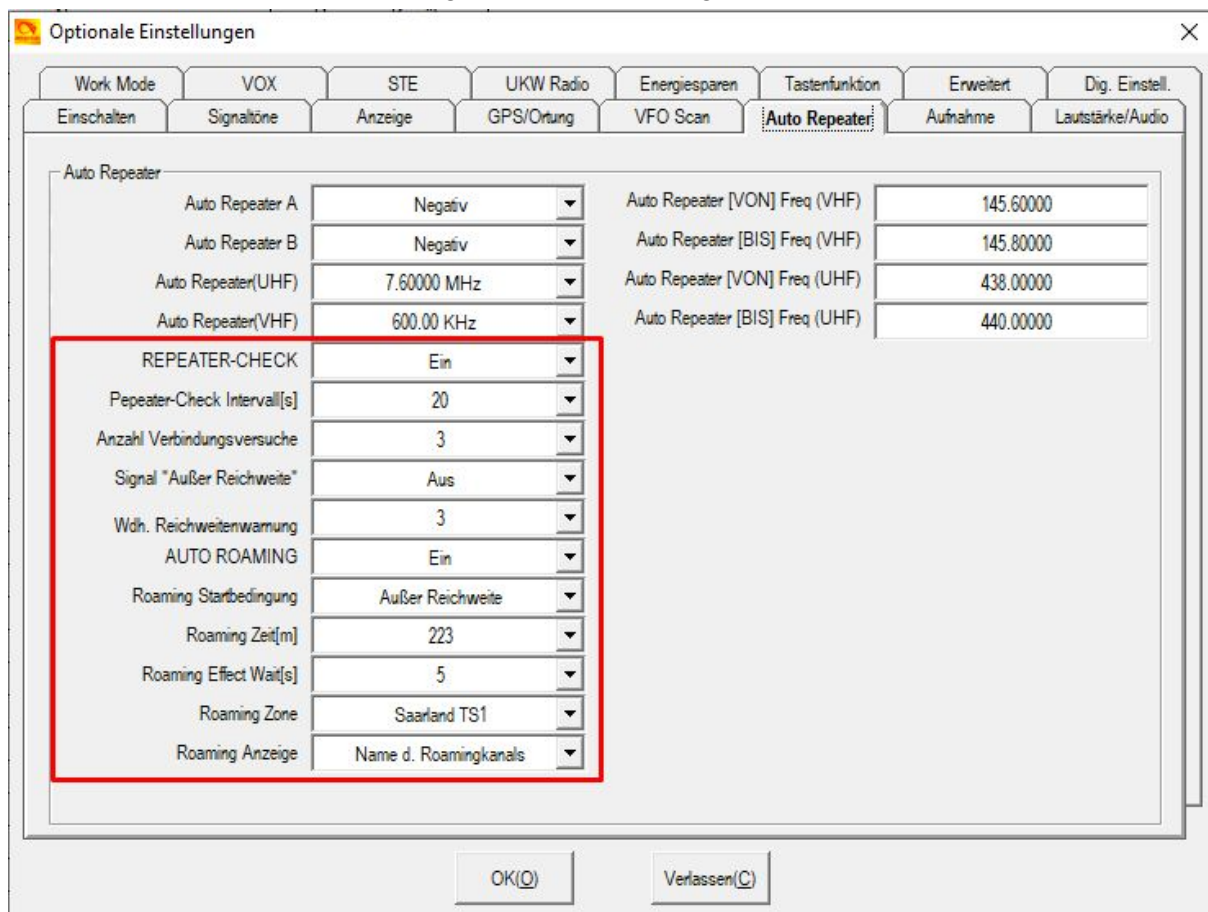 Optionale Einstellungen
Work Mode VOX STE UKW Radio Energiesparen Tastenfunktion Erweitert Dig. Einstell.
Einschalten Signaltöne Anzeige GPS/Ortung VFO Scan Auto Repeater Aufnahme Lautstärke/Audio
Auto Repeater
Auto Repeater A Negativ
Auto Repeater B Negativ
Auto Repeater(UHF) 7.60000 MHz
Auto Repeater(VHF) 600.00 KHz
REPEATER-CHECK Ein
Pepeater-Check Intervall[s] 20
Anzahl Verbindungsversuche 3
Signal "Außer Reichweite" Aus
Wdh. Reichweitenwarnung 3
AUTO ROAMING Ein
Roaming Startbedingung Außer Reichweite
Roaming Zeit[m] 223
Roaming Effect Wait[s] 5
Roaming Zone Saarland TS1
Roaming Anzeige Name d. Roamingkanals
Auto Repeater [VON] Freq (VHF) 145.60000
Auto Repeater [BIS] Freq (VHF) 145.80000
Auto Repeater [VON] Freq (UHF) 438.00000
Auto Repeater [BIS] Freq (UHF) 440.00000
OK(O) Verlassen(C)